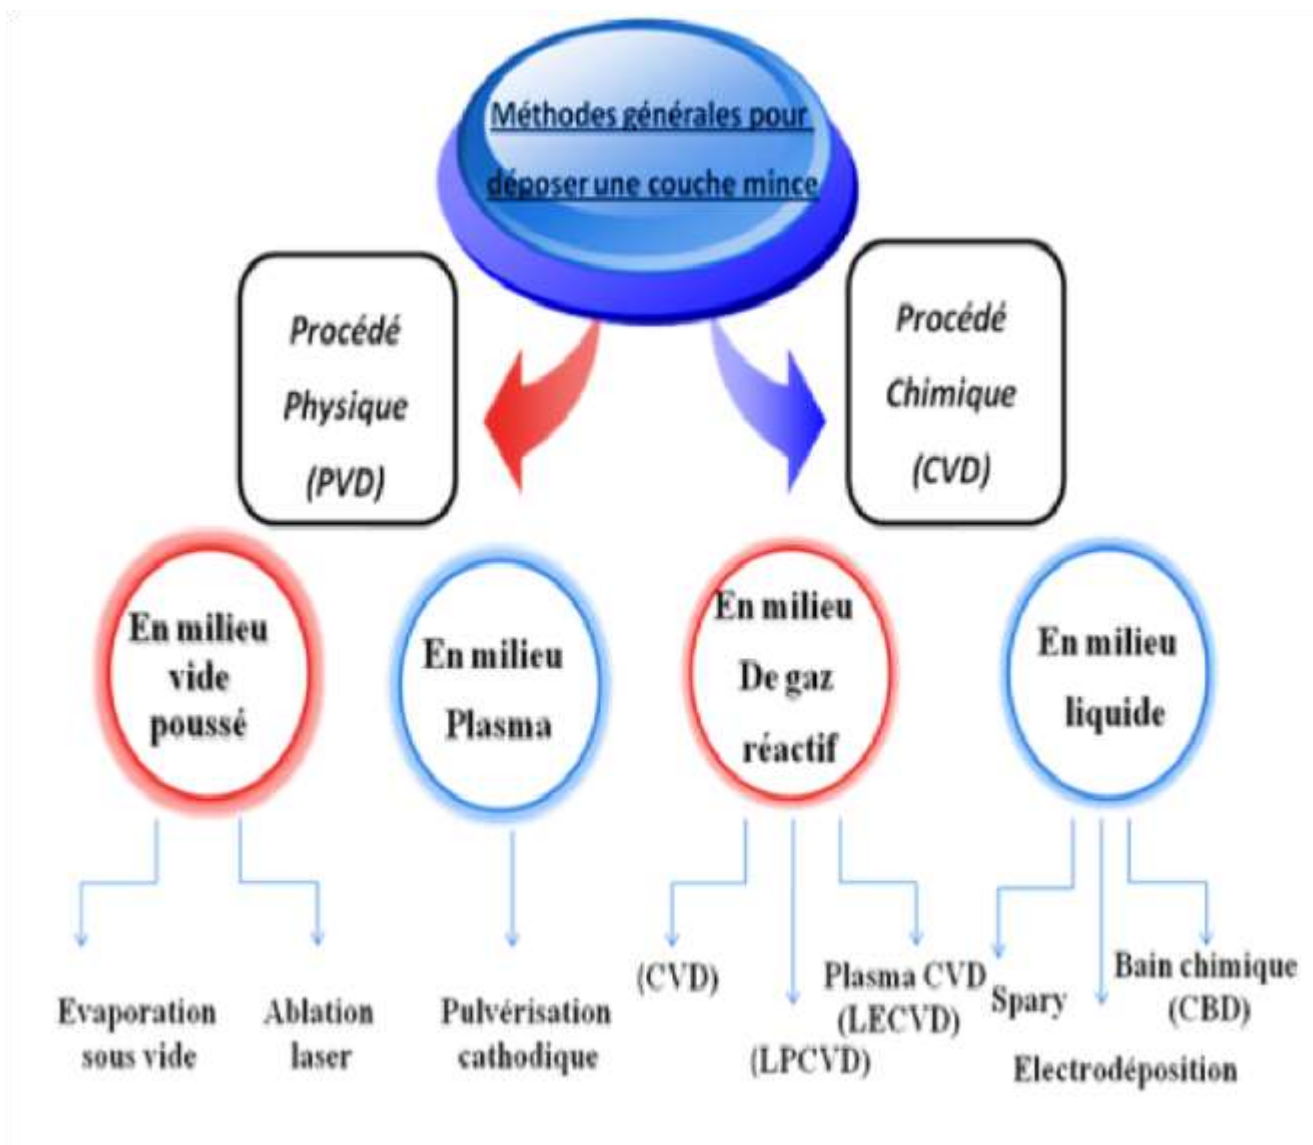 Méthodes générales pour
déposer une couche mince
Procédé
Physique
(PVD)
Procédé
Chimique
(CVD)
En milieu
vide
poussé
En milieu
Plasma
En milieu
De gaz
réactif
En milieu
liquide
Evaporation
sous vide
Ablation
laser
Pulvérisation
cathodique
(CVD)
(LPCVD)
Plasma CVD
(LECVD)
Spary
Electrodéposition
Bain chimique
(CBD)